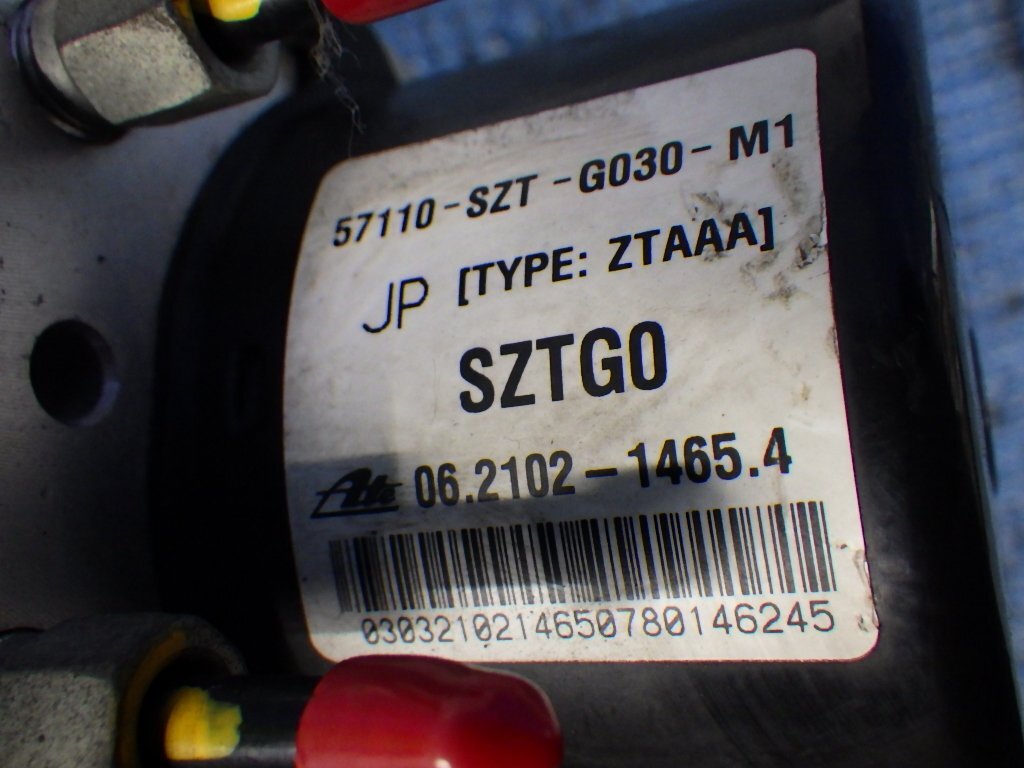 57110-SZT-G030-M1
JP [TYPE: ZTAAA]
SZTG0
Ate 06.2102-1465.4
03032102146507801​46245